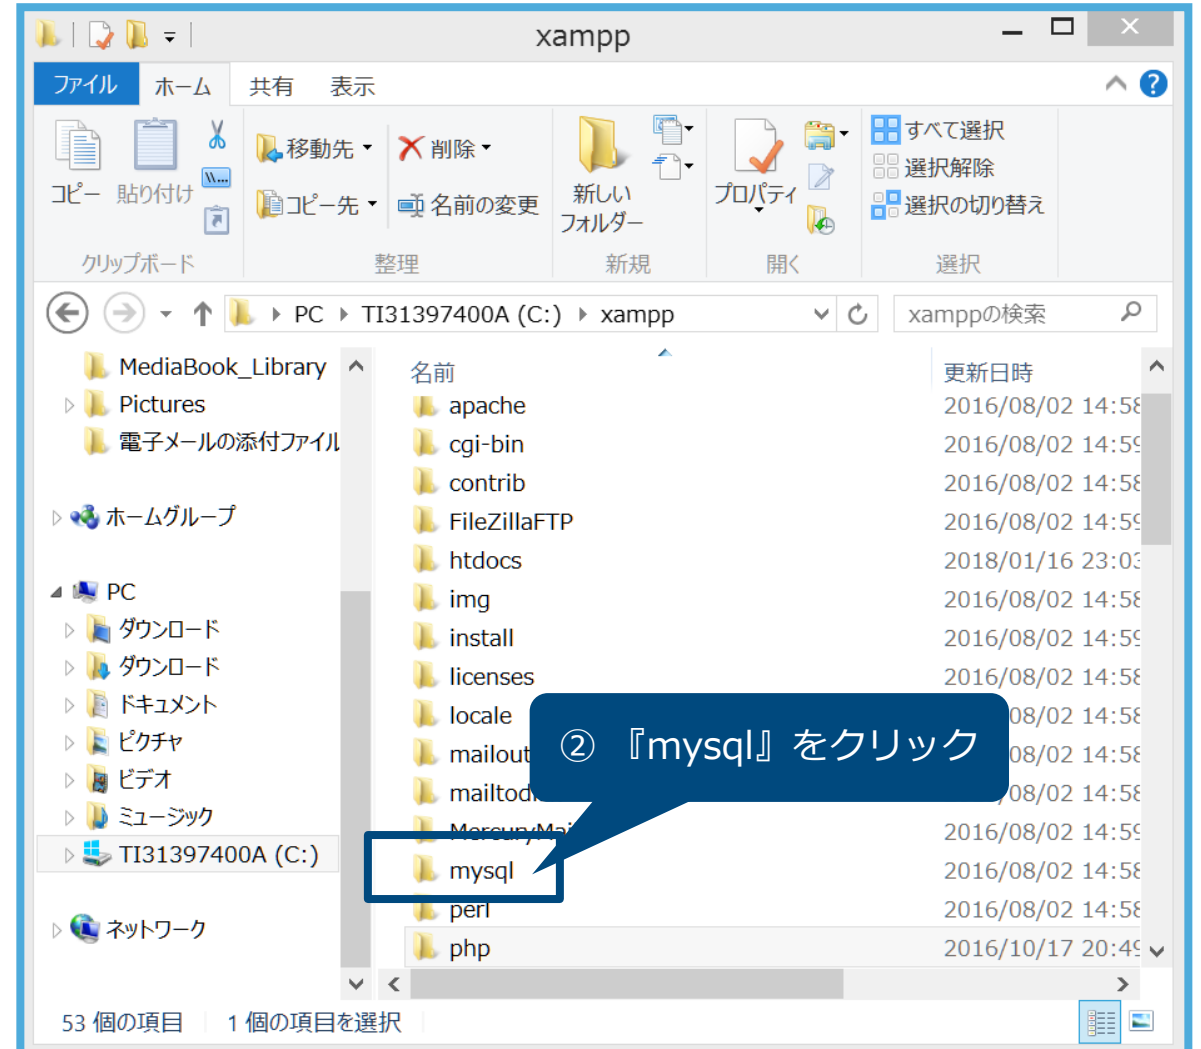 xampp
ファイル ホーム 共有 表示
コピー 貼り付け 移動先 コピー先 削除 名前の変更 新しい フォルダー プロパティ すべて選択 選択解除 選択の切り替え
クリップボード 整理 新規 開く 選択
PC TI31397400A (C:) xampp xamppの検索
MediaBook_Library
Pictures
電子メールの添付ファイル
ホームグループ
PC
ダウンロード
ダウンロード
ドキュメント
ピクチャ
ビデオ
ミュージック
TI31397400A (C:)
ネットワーク
名前 更新日時
apache 2016/08/02 14:58
cgi-bin 2016/08/02 14:59
contrib 2016/08/02 14:58
FileZillaFTP 2016/08/02 14:59
htdocs 2018/01/16 23:03
img 2016/08/02 14:58
install 2016/08/02 14:59
licenses 2016/08/02 14:58
locale 08/02 14:58
mailout 08/02 14:58
mailtod 08/02 14:58
MercuryMai 2016/08/02 14:59
mysql 2016/08/02 14:58
perl 2016/08/02 14:58
php 2016/10/17 20:49
② 『mysql』をクリック
53 個の項目 1 個の項目を選択